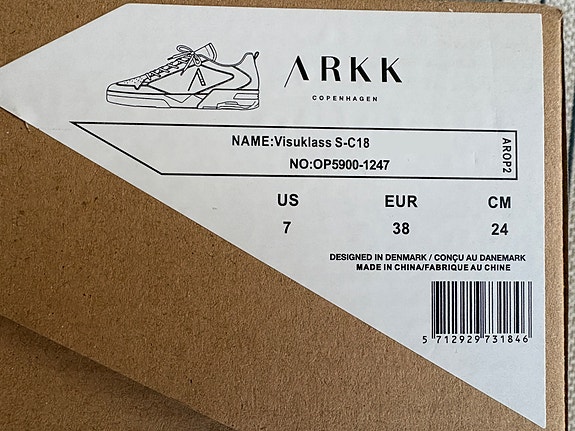 ARKK
COPENHAGEN
NAME:Visuklass S-C18
NO:OP5900-1247
AROP2
US EUR CM
7 38 24
DESIGNED IN DENMARK / CONÇU AU DANEMARK
MADE IN CHINA/FABRIQUE AU CHINE
5 712929 731846